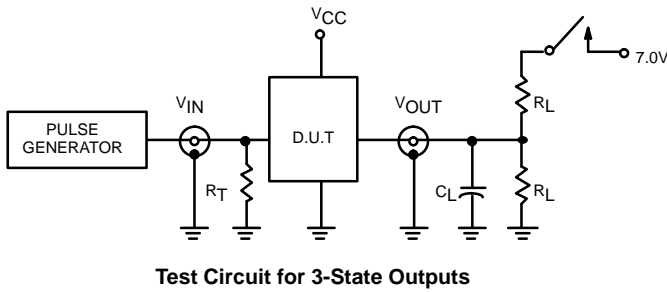 VCC
7.0V
RL
VIN
VOUT
PULSE
GENERATOR
D.U.T
RT
CL
RL
Test Circuit for 3-State Outputs